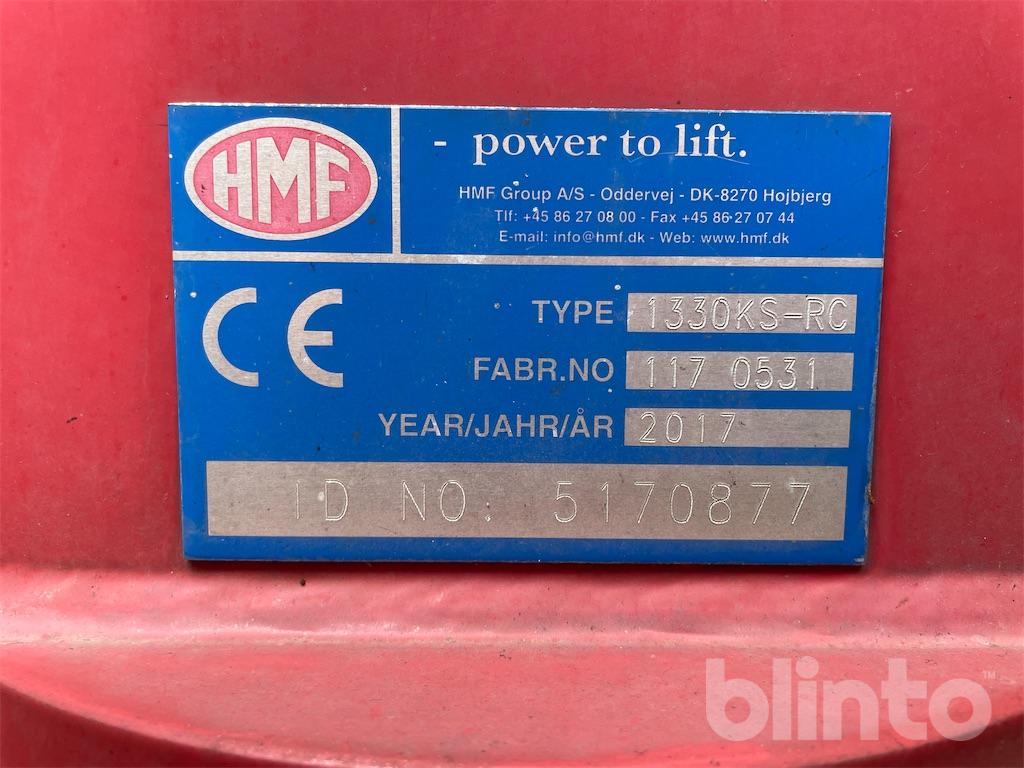 HMF
- power to lift.
HMF Group A/S - Oddervej - DK-8270 Hojbjerg
Tlf: +45 86 27 08 00 - Fax +45 86 27 07 44
E-mail: info@hmf.dk - Web: www.hmf.dk
CE
TYPE 1330KS-RC
FABR.NO 117 0531
YEAR/JAHR/ÅR 2017
ID NO: 5170877
blinto™